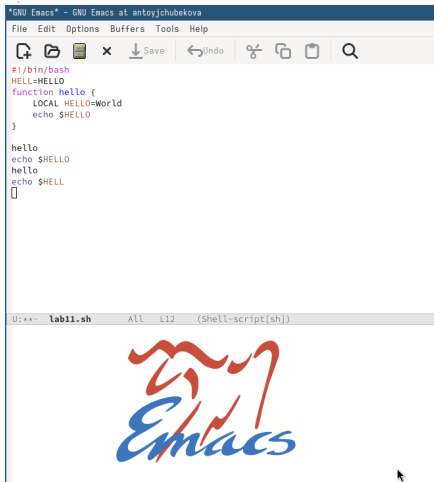 *GNU Emacs* - GNU Emacs at antoyjchubekova
File Edit Options Buffers Tools Help
Save Undo
#!/bin/bash
HELL=HELLO
function hello {
    LOCAL HELLO=World
    echo $HELLO
}
hello
echo $HELLO
hello
echo $HELL
U:**- lab11.sh All L12 (Shell-script[sh])
Emacs